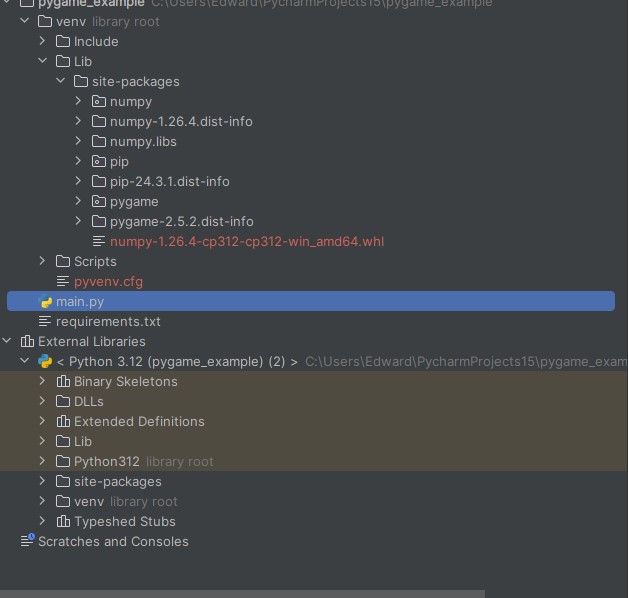 pygame_example C:\Users\Edward\PycharmProjects15\pygame_example
venv library root
Include
Lib
site-packages
numpy
numpy-1.26.4.dist-info
numpy.libs
pip
pip-24.3.1.dist-info
pygame
pygame-2.5.2.dist-info
numpy-1.26.4-cp312-cp312-win_amd64.whl
Scripts
pyvenv.cfg
main.py
requirements.txt
External Libraries
< Python 3.12 (pygame_example) (2) > C:\Users\Edward\PycharmProjects15\pygame_exam
Binary Skeletons
DLLs
Extended Definitions
Lib
Python312 library root
site-packages
venv library root
Typeshed Stubs
Scratches and Consoles